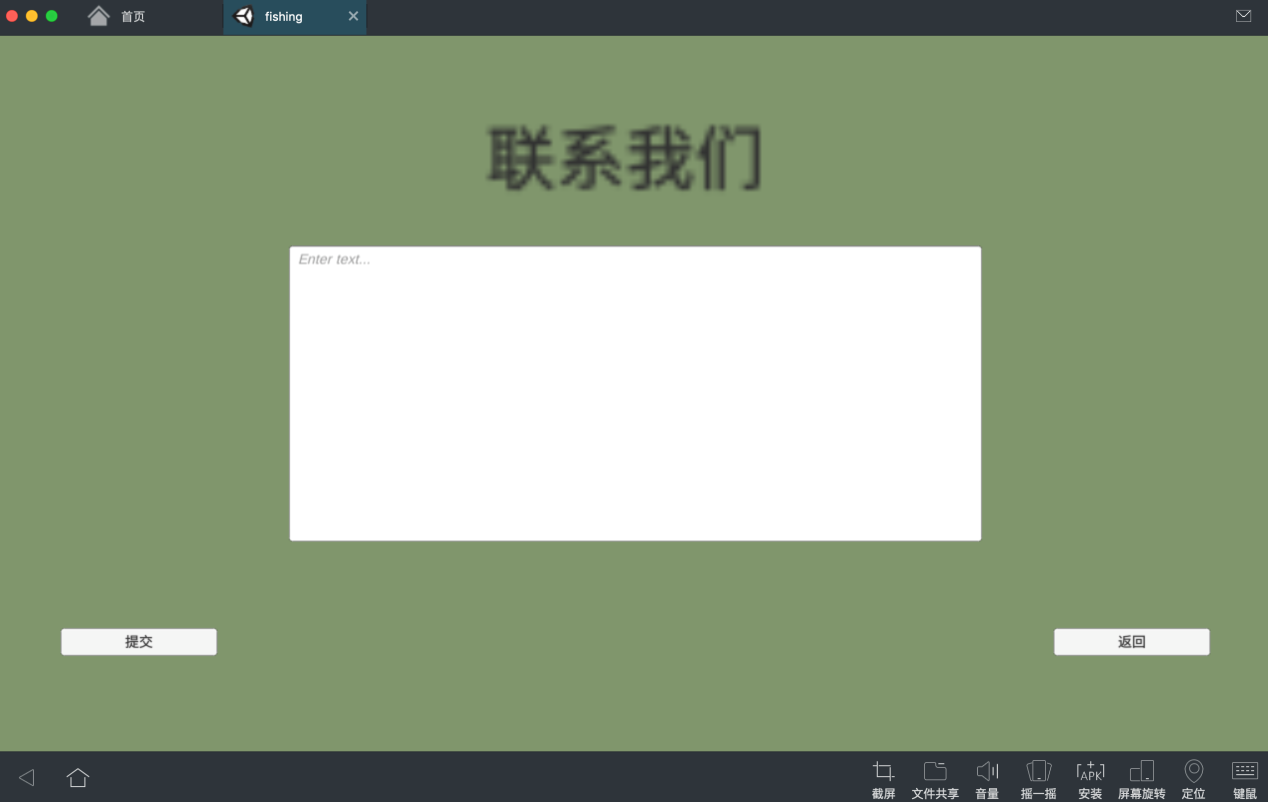 首页
fishing
联系我们
Enter text...
提交
返回
截屏
文件共享
音量
摇一摇
APK
安装
屏幕旋转
定位
键鼠